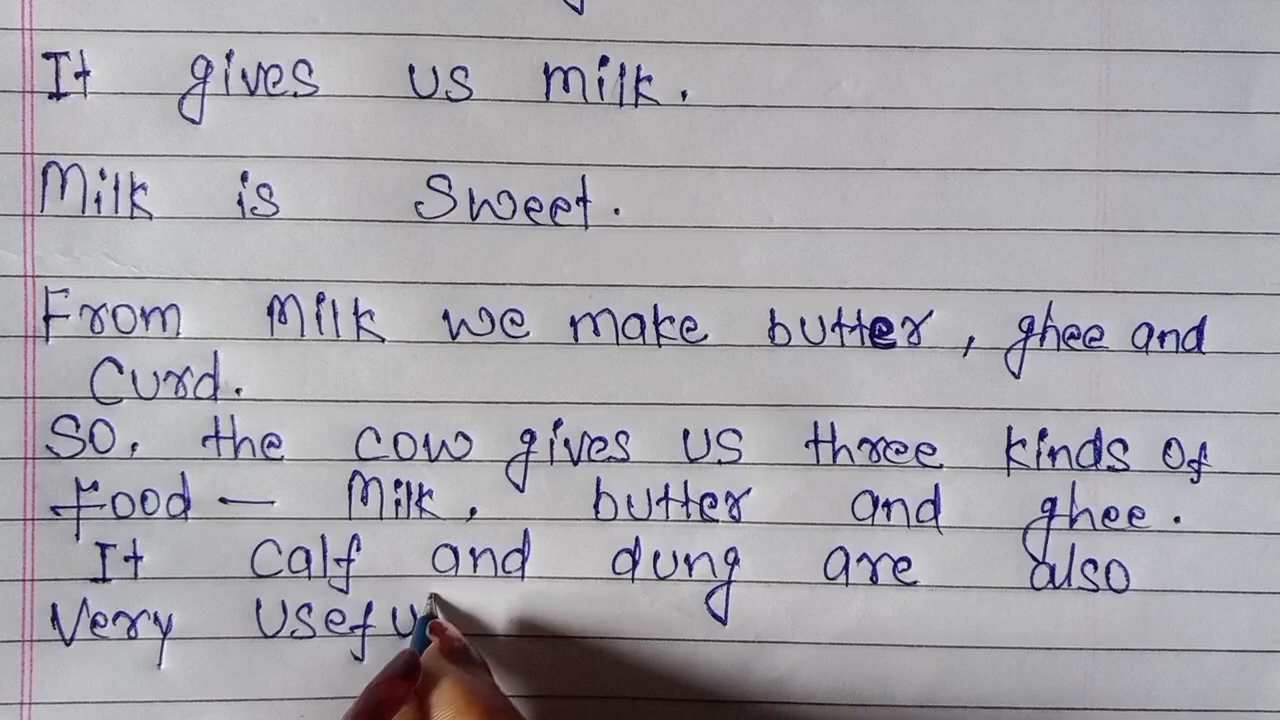 It gives us milk.
Milk is Sweet.
From Milk we make butter, ghee and
Curd.
So, the cow gives us three kinds of
food - Milk, butter and ghee.
It calf and dung are also
Very Usefu